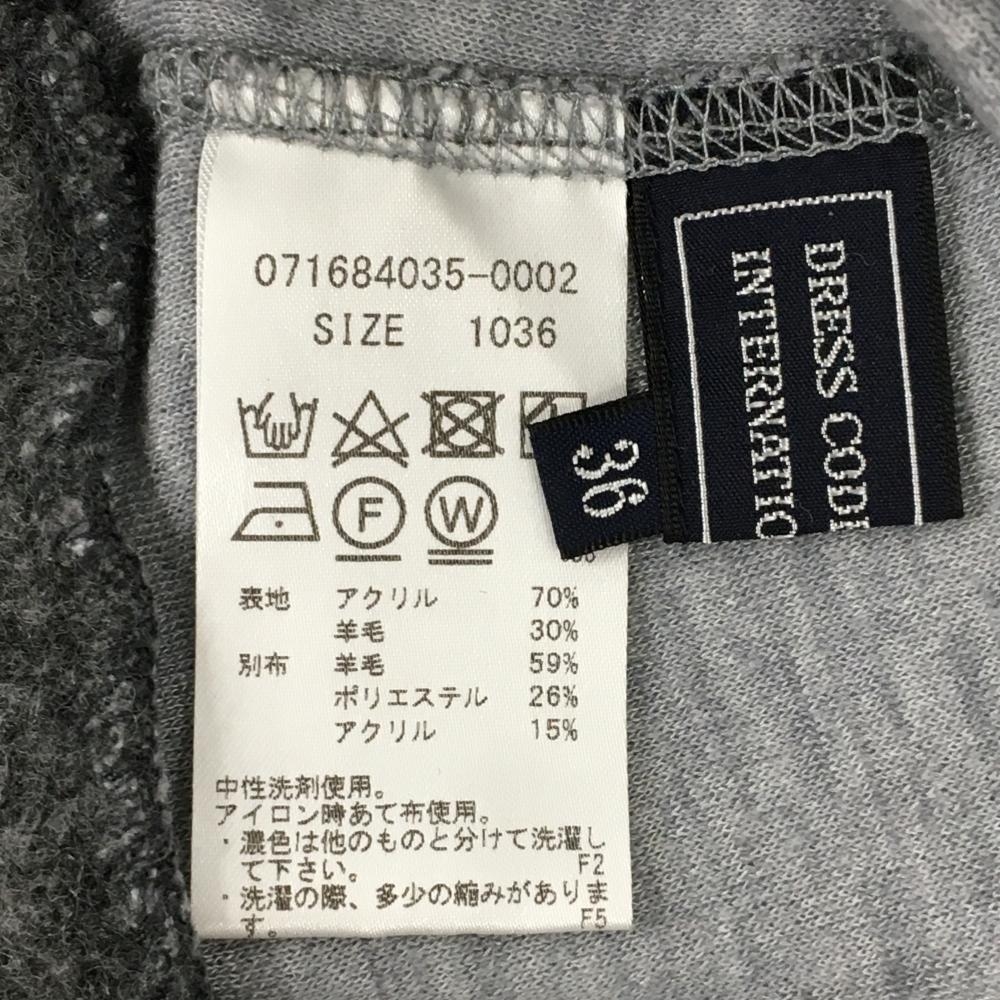 071684035-0002
SIZE 1036
F W
表地 アクリル 70%
羊毛 30%
別布 羊毛 59%
ポリエステル 26%
アクリル 15%
中性洗剤使用。
アイロン時あて布使用。
・濃色は他のものと分けて洗濯し
て下さい。 F2
・洗濯の際、多少の縮みがありま
す。 F5
36
DRESS CODE
INTERNATIO